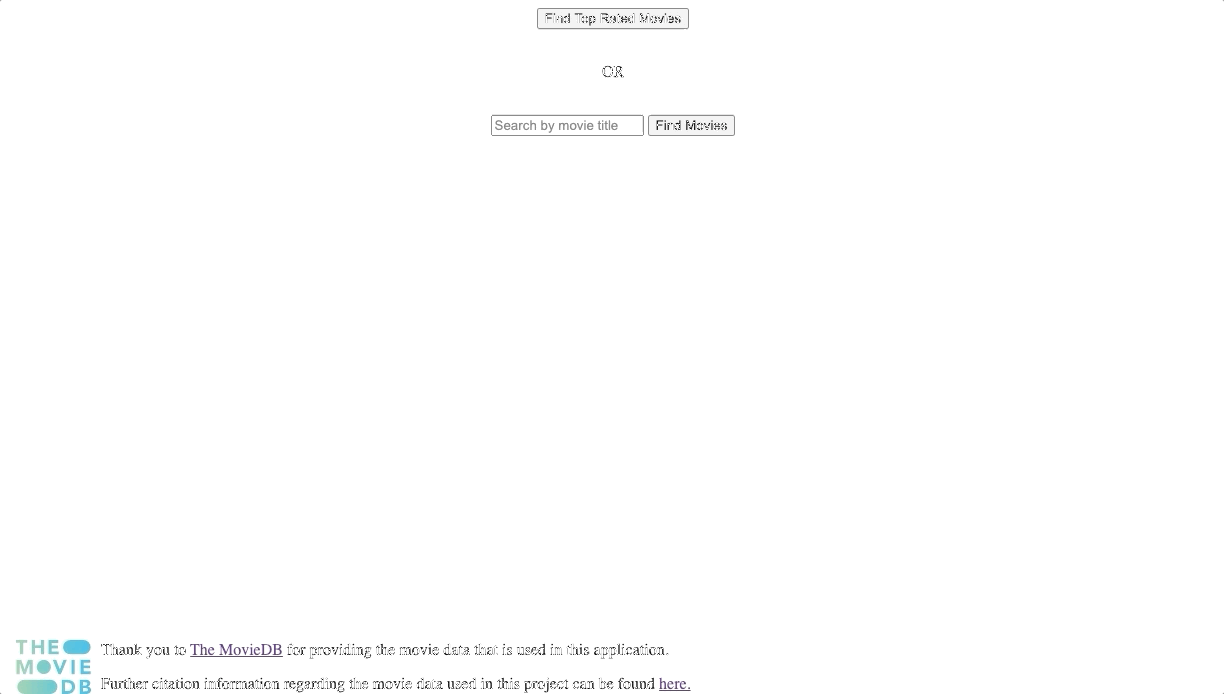 Find Top Rated Movies
OR
Search by movie title Find Movies
THE MOVIE DB
Thank you to The MovieDB for providing the movie data that is used in this application.
Further citation information regarding the movie data used in this project can be found here.